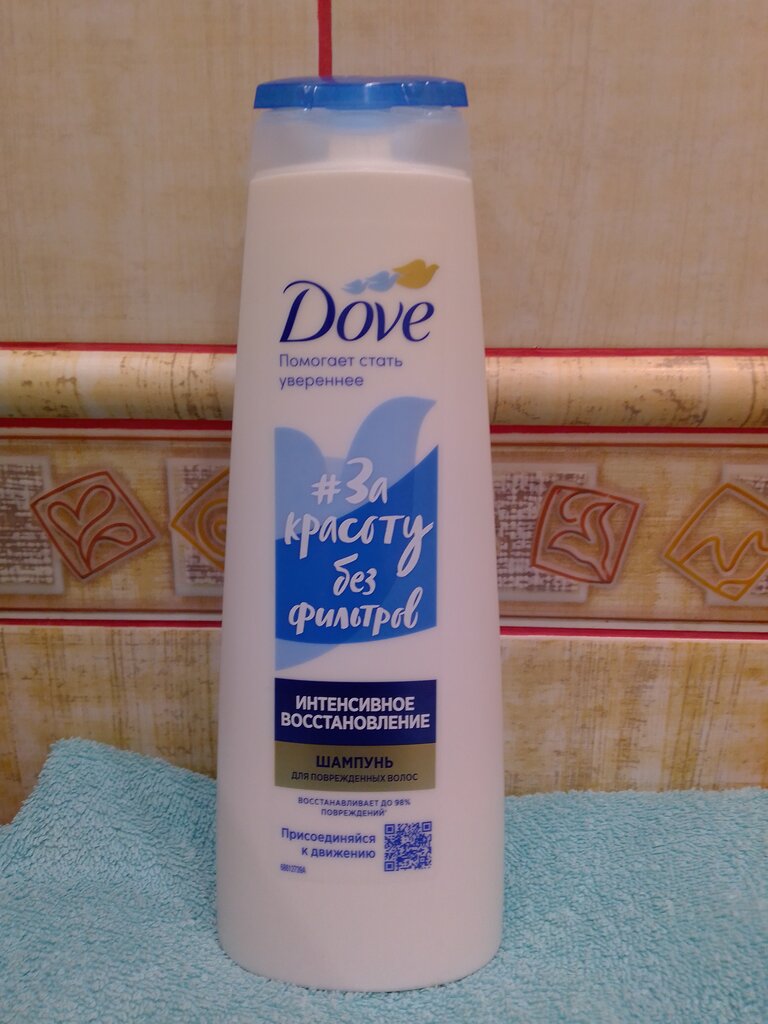 Dove
Помогает стать
увереннее
#За
красоту
без
фильтров
ИНТЕНСИВНОЕ
ВОССТАНОВЛЕНИЕ
ШАМПУНЬ
ДЛЯ ПОВРЕЖДЕННЫХ ВОЛОС
ВОССТАНАВЛИВАЕТ ДО 98%
ПОВРЕЖДЕНИЙ*
Присоединяйся
к движению